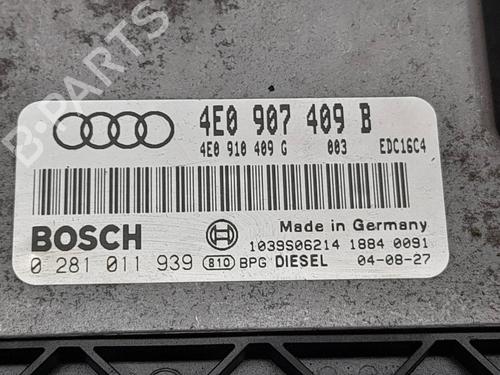 B-PARTS
4E0 907 409 B
4E0 910 409 G 003 EDC16C4
BOSCH
Made in Germany
1039S06214 1884 0091
0 281 011 939 810 BPG DIESEL 04-08-27